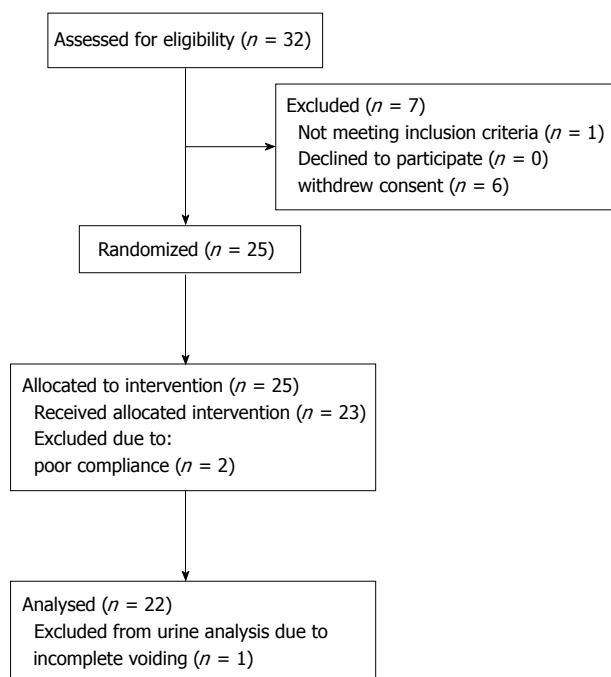 Assessed for eligibility (n = 32)
Excluded (n = 7)
Not meeting inclusion criteria (n = 1)
Declined to participate (n = 0)
withdrew consent (n = 6)
Randomized (n = 25)
Allocated to intervention (n = 25)
Received allocated intervention (n = 23)
Excluded due to:
poor compliance (n = 2)
Analysed (n = 22)
Excluded from urine analysis due to
incomplete voiding (n = 1)